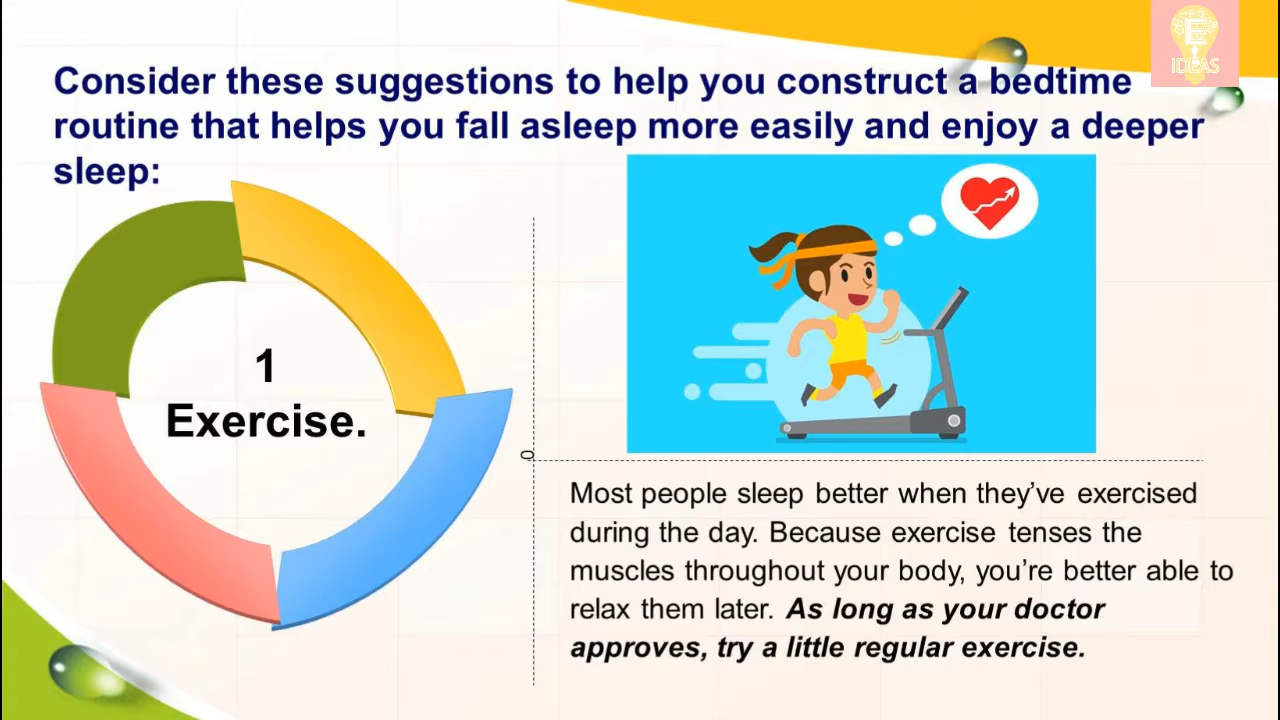 Consider these suggestions to help you construct a bedtime
routine that helps you fall asleep more easily and enjoy a deeper
sleep:
1
Exercise.
0
Most people sleep better when they’ve exercised
during the day. Because exercise tenses the
muscles throughout your body, you’re better able to
relax them later. As long as your doctor
approves, try a little regular exercise.
E
IDEAS